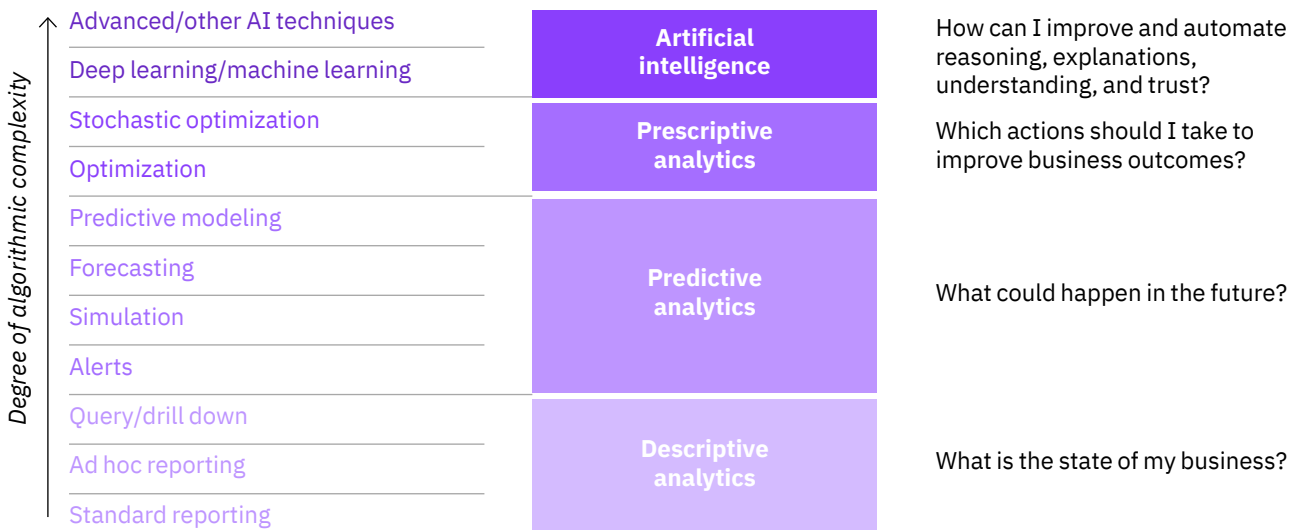 Degree of algorithmic complexity
Advanced/other AI techniques
Deep learning/machine learning
Stochastic optimization
Optimization
Predictive modeling
Forecasting
Simulation
Alerts
Query/drill down
Ad hoc reporting
Standard reporting
Artificial
intelligence
Prescriptive
analytics
Predictive
analytics
Descriptive
analytics
How can I improve and automate
reasoning, explanations,
understanding, and trust?
Which actions should I take to
improve business outcomes?
What could happen in the future?
What is the state of my business?